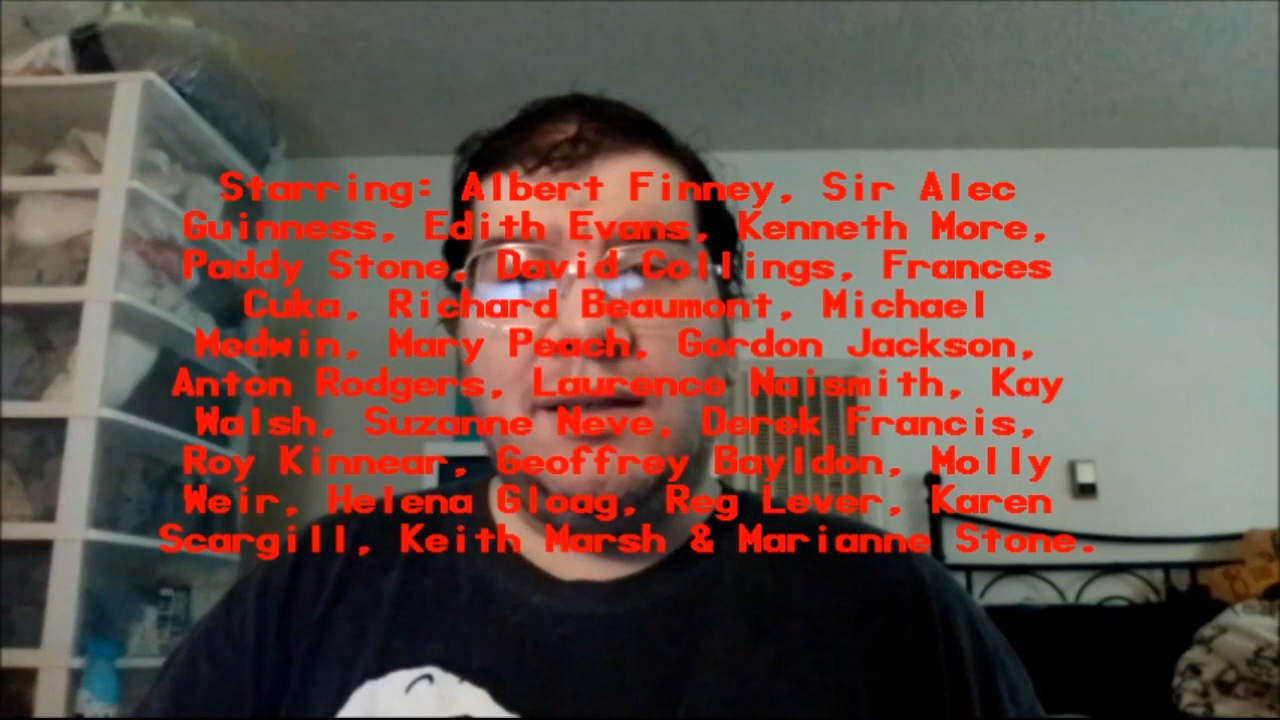 Starring: Albert Finney, Sir Alec
Guinness, Edith Evans, Kenneth More,
Paddy Stone, David Collings, Frances
Cuka, Richard Beaumont, Michael
Medwin, Mary Peach, Gordon Jackson,
Anton Rodgers, Laurence Naismith, Kay
Walsh, Suzanne Neve, Derek Francis,
Roy Kinnear, Geoffrey Bayldon, Molly
Weir, Helena Gloag, Reg Lever, Karen
Scargill, Keith Marsh & Marianne Stone.